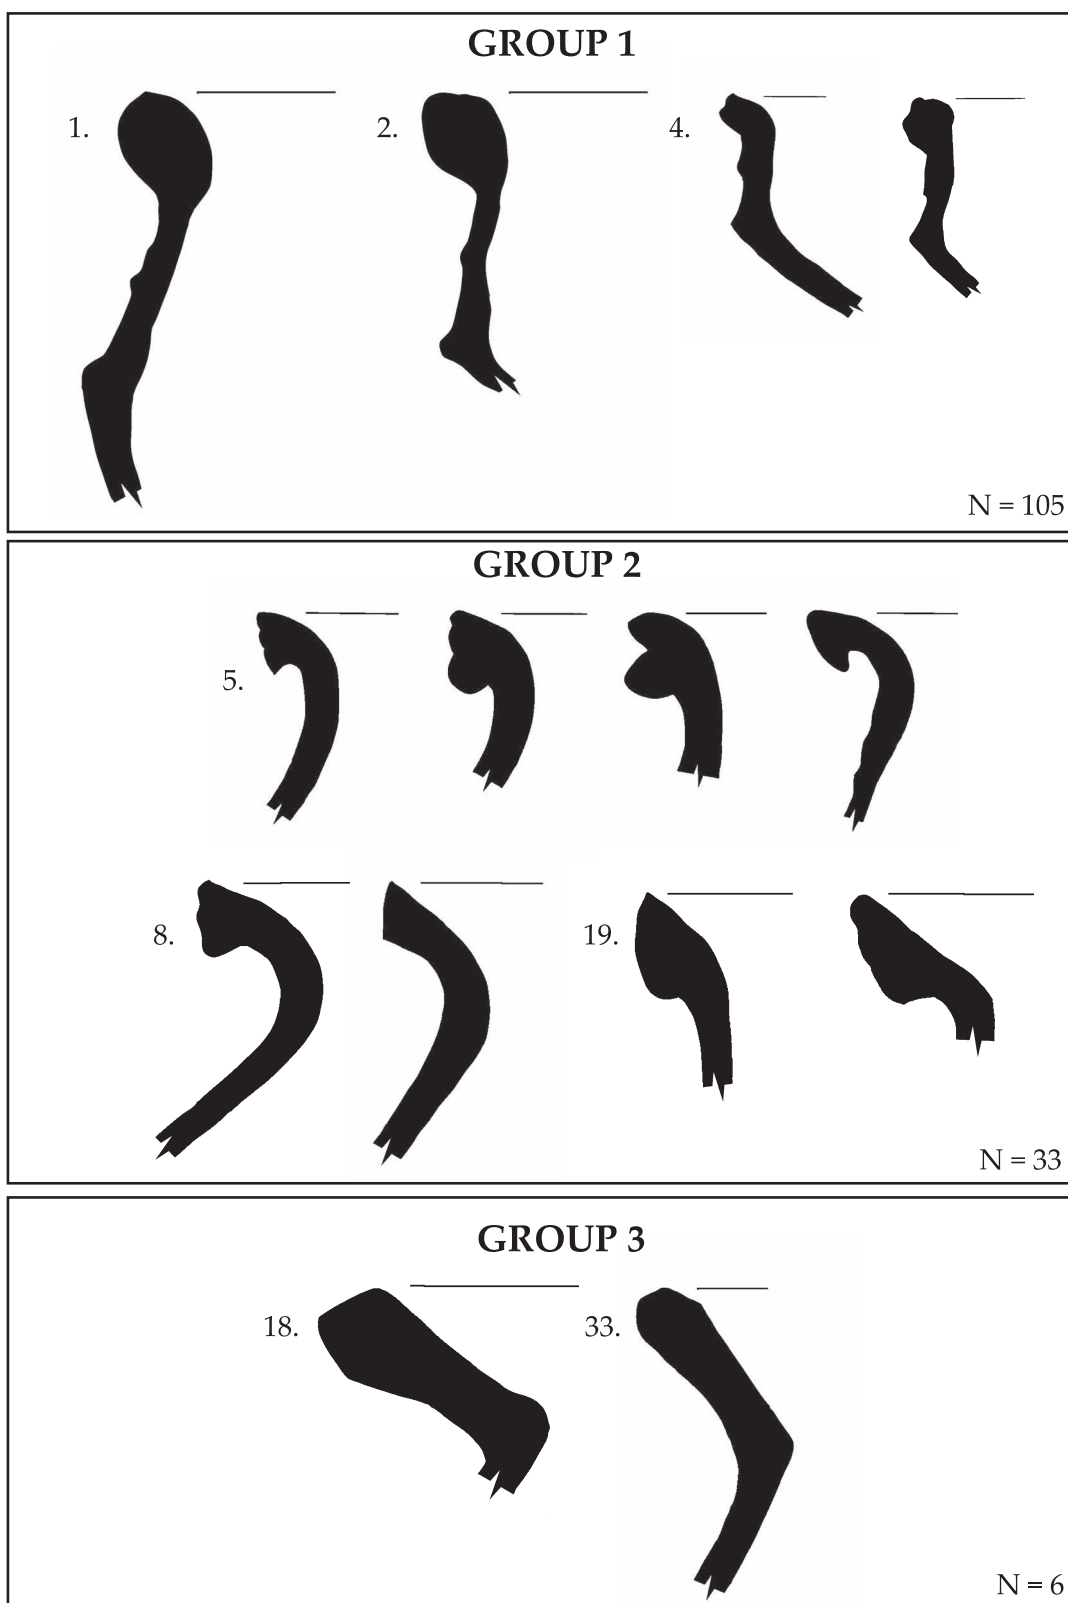 GROUP 1
1.
2.
4.
N = 105
GROUP 2
5.
8.
19.
N = 33
GROUP 3
18.
33.
N = 6